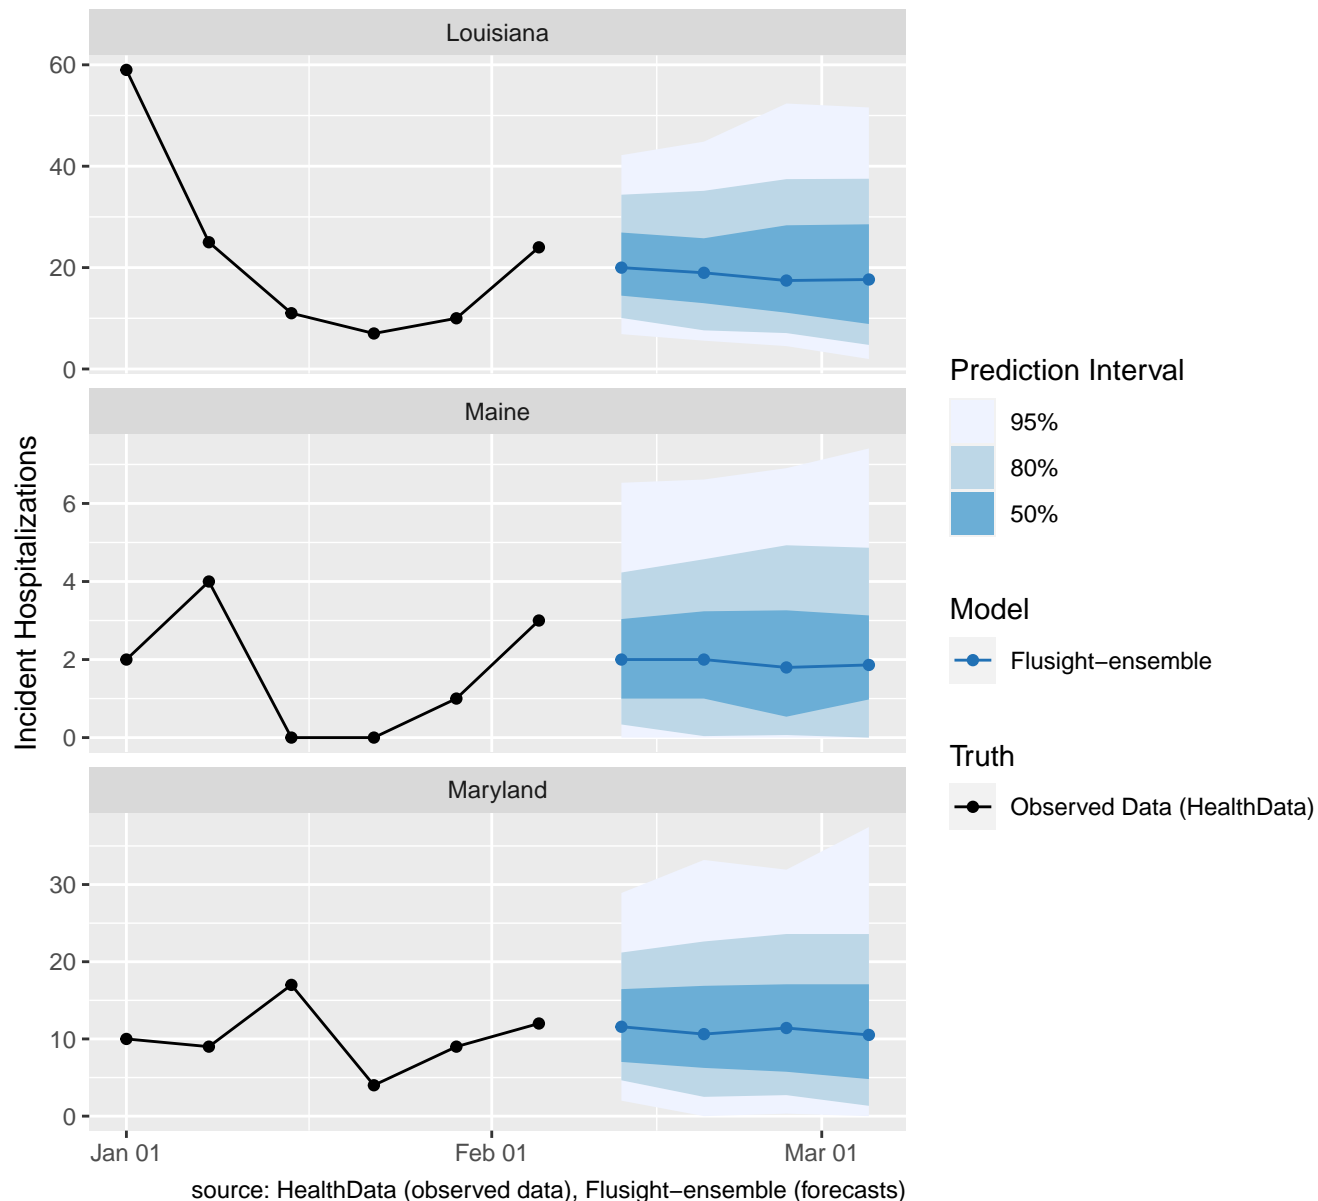 Louisiana
60
40
20
0
Maine
6
4
2
0
Maryland
30
20
10
0
Jan 01 Feb 01 Mar 01
Incident Hospitalizations
source: HealthData (observed data), Flusight−ensemble (forecasts)
Prediction Interval
95%
80%
50%
Model
Flusight−ensemble
Truth
Observed Data (HealthData)